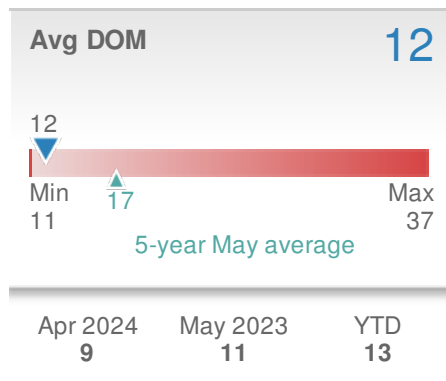 Avg DOM 12
12
Min Max
11 17 37
5-year May average
Apr 2024 May 2023 YTD
9 11 13